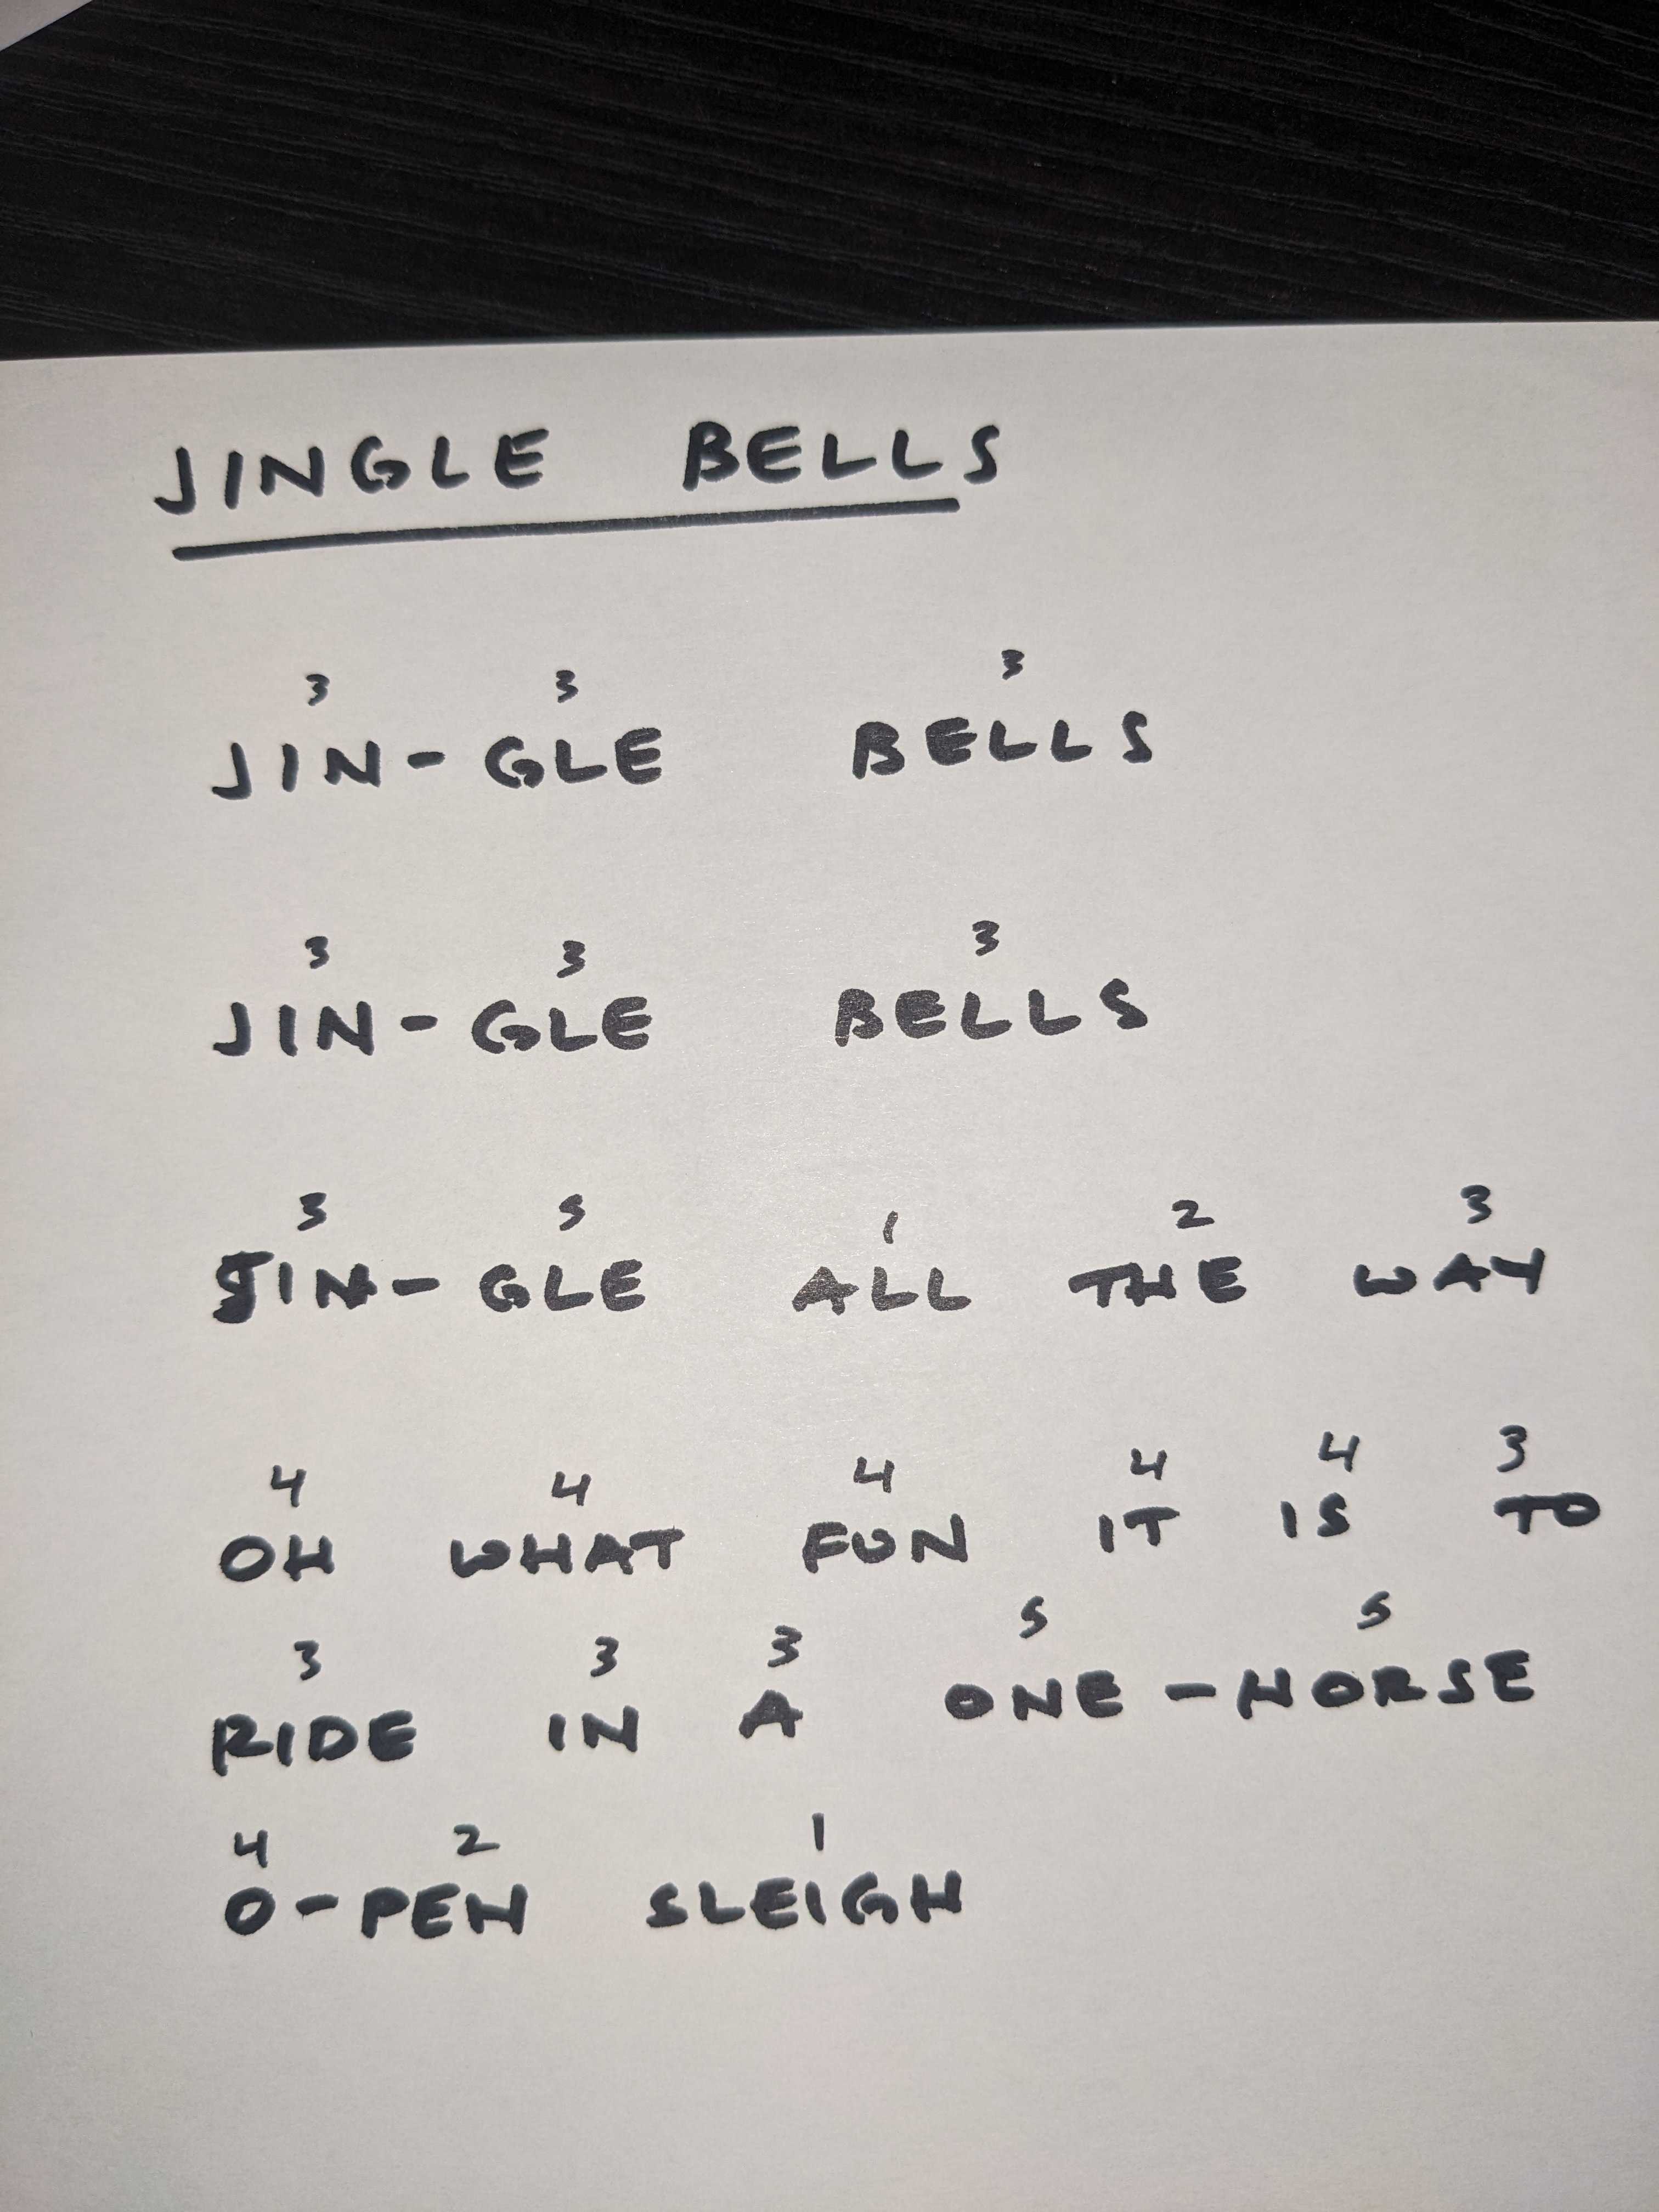 JINGLE BELLS
3 3 3
JIN-GLE BELLS
3 3 3
JIN-GLE BELLS
3 5 1 2 3
JIN-GLE ALL THE WAY
4 4 4 4 4 3
OH WHAT FUN IT IS TO
3 3 3 5 5
RIDE IN A ONE-HORSE
4 2 1
O-PEN SLEIGH